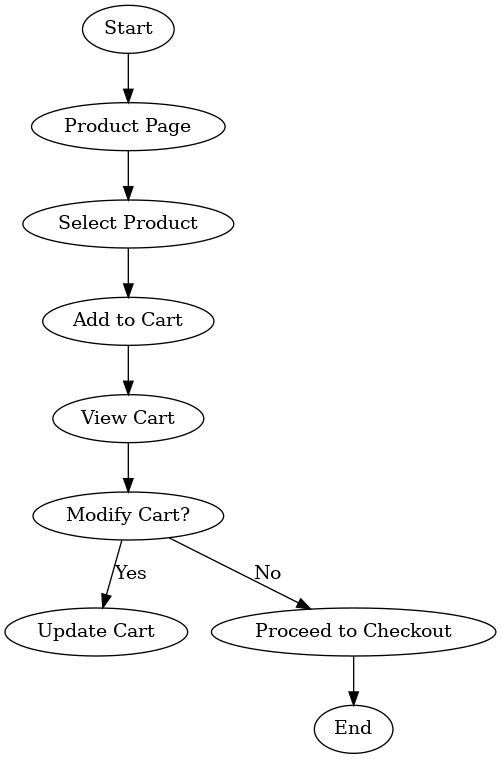 Start
Product Page
Select Product
Add to Cart
View Cart
Modify Cart?
Yes
No
Update Cart
Proceed to Checkout
End